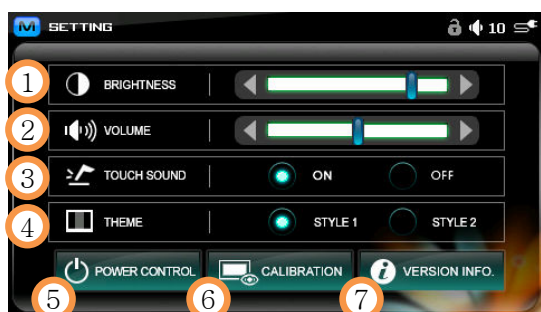 M SETTING 10
1 BRIGHTNESS
2 VOLUME
3 TOUCH SOUND ON OFF
4 THEME STYLE 1 STYLE 2
POWER CONTROL CALIBRATION i VERSION INFO.
5 6 7